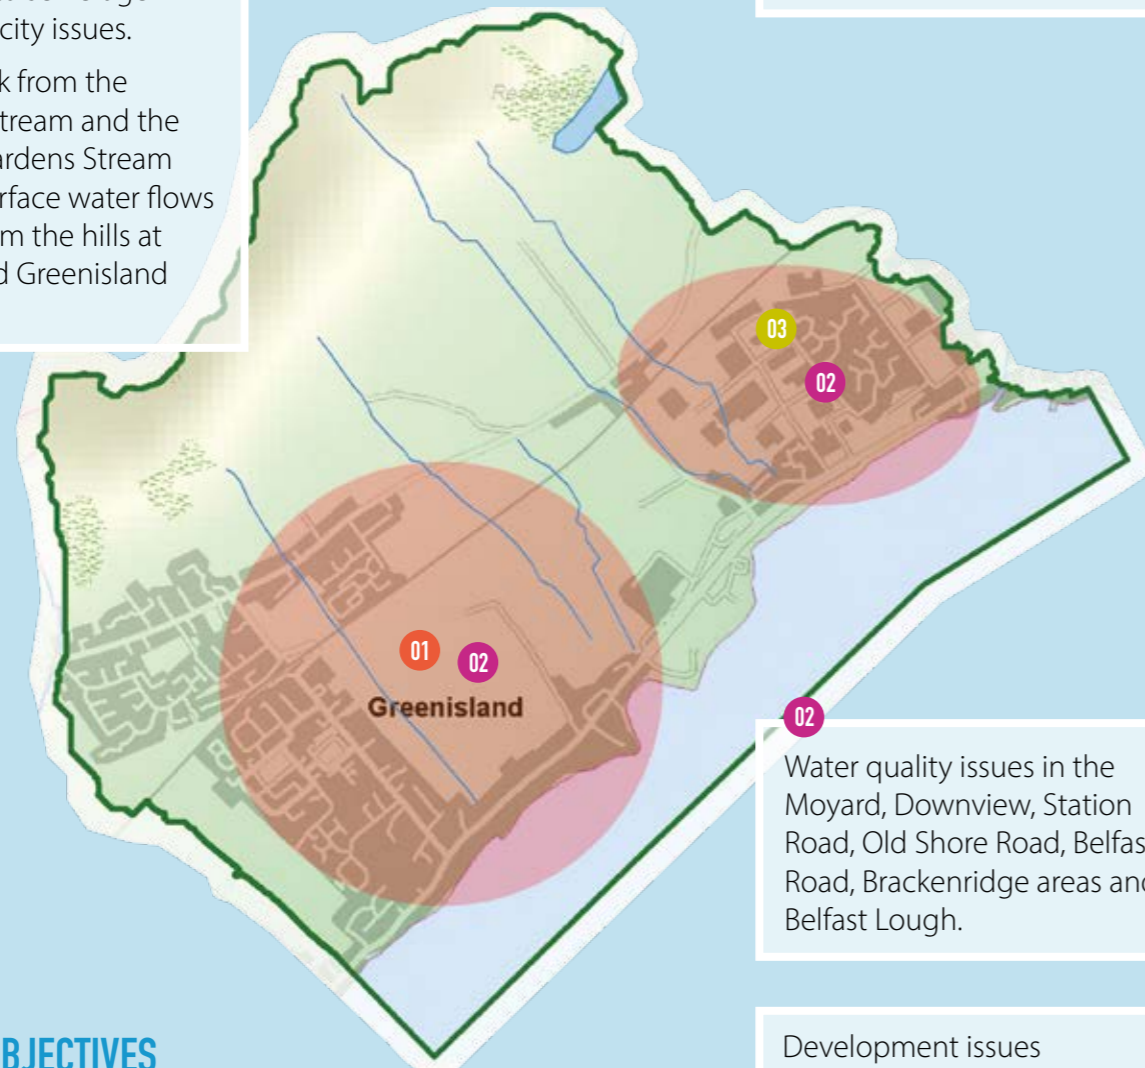 city issues.
k from the
tream and the
ardens Stream
rface water flows
m the hills at
d Greenisland
Reservoir
03
02
01
02
Greenisland
02
Water quality issues in the
Moyard, Downview, Station
Road, Old Shore Road, Belfas
Road, Brackenridge areas and
Belfast Lough.
BJECTIVES
Development issues